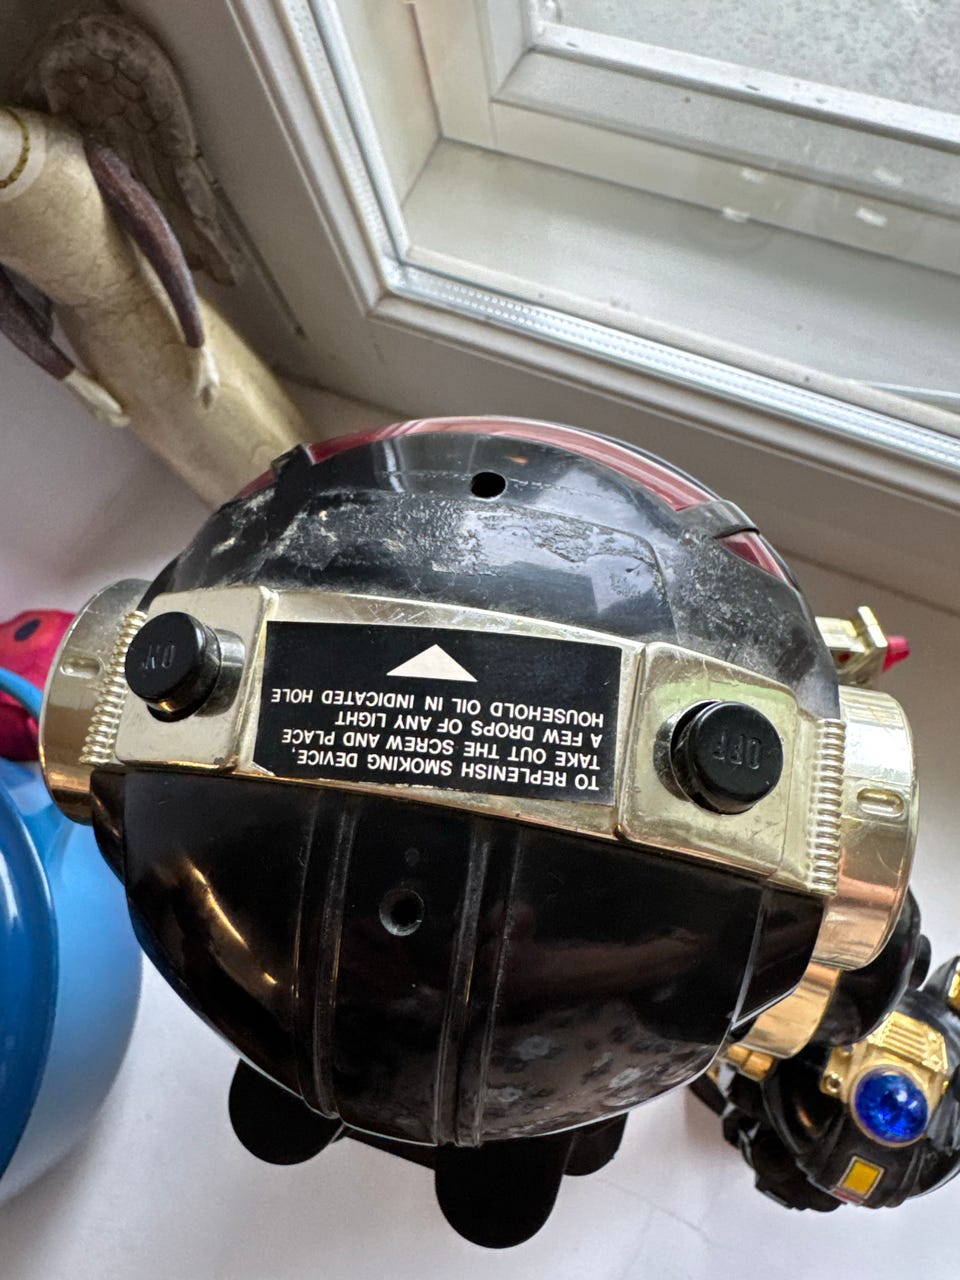 TO REPLENISH SMOKING DEVICE,
TAKE OUT THE SCREW AND PLACE
A FEW DROPS OF ANY LIGHT
HOUSEHOLD OIL IN INDICATED HOLE
OFF
ON